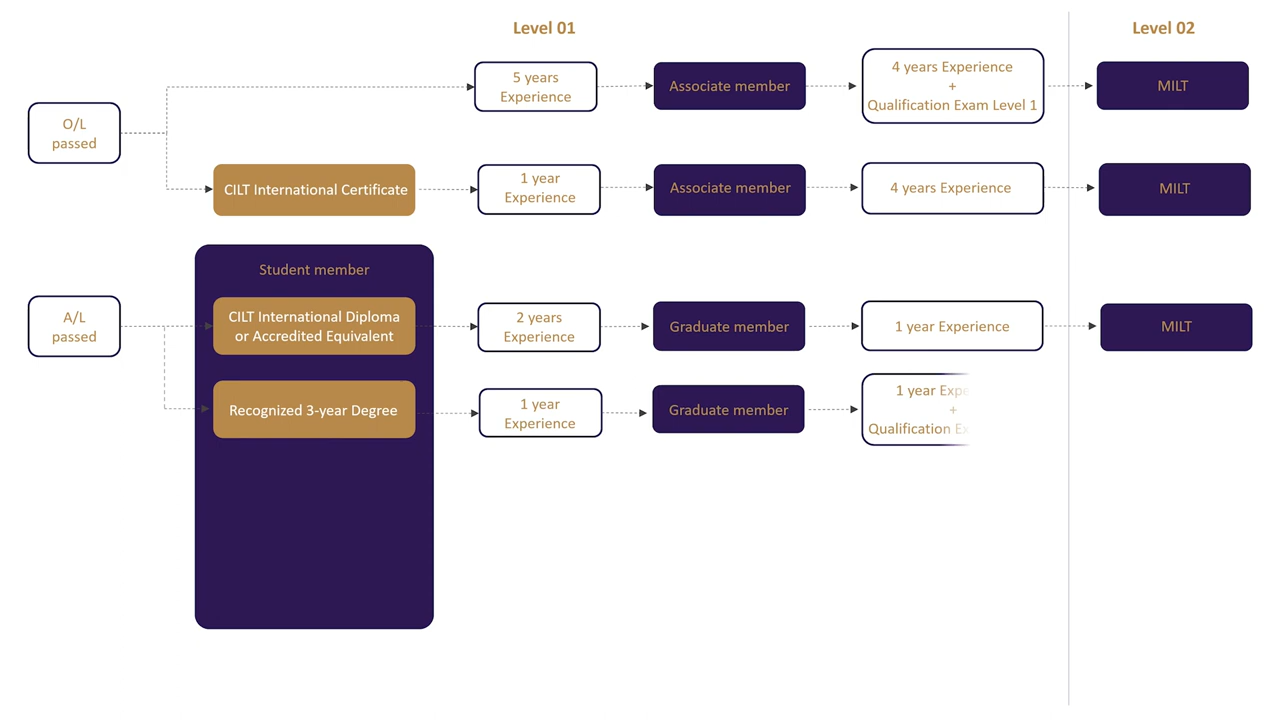 Level 01
Level 02
O/L
passed
5 years
Experience
Associate member
4 years Experience
+
Qualification Exam Level 1
MILT
CILT International Certificate
1 year
Experience
Associate member
4 years Experience
MILT
Student member
A/L
passed
CILT International Diploma
or Accredited Equivalent
2 years
Experience
Graduate member
1 year Experience
MILT
Recognized 3-year Degree
1 year
Experience
Graduate member
1 year
+
Qualification